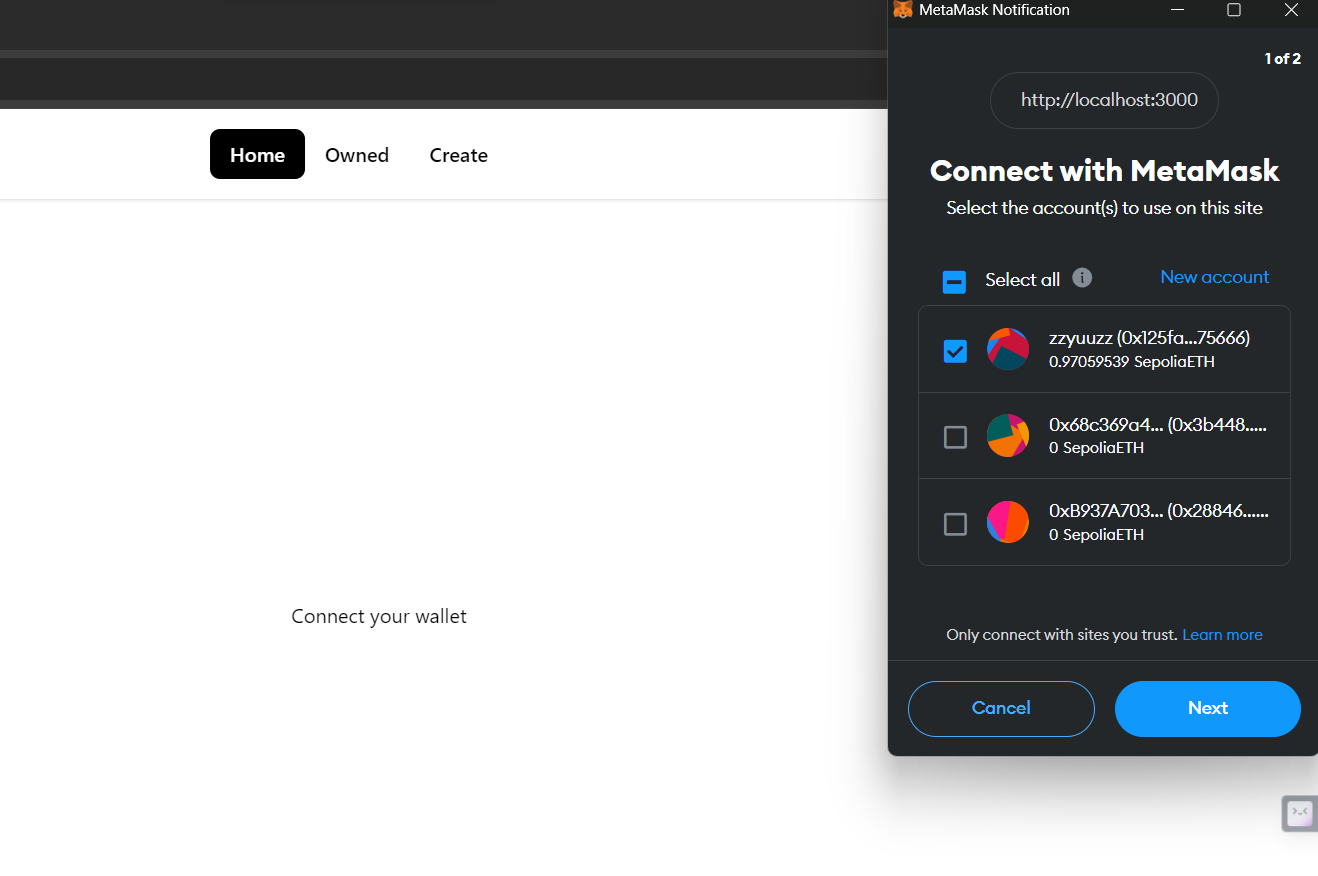 MetaMask Notification
1 of 2
http://localhost:3000
Home Owned Create
Connect with MetaMask
Select the account(s) to use on this site
Select all New account
zzyuuzz (0x125fa...75666)
0.97059539 SepoliaETH
0x68c369a4... (0x3b448.....
0 SepoliaETH
0xB937A703... (0x28846......
0 SepoliaETH
Connect your wallet
Only connect with sites you trust. Learn more
Cancel Next